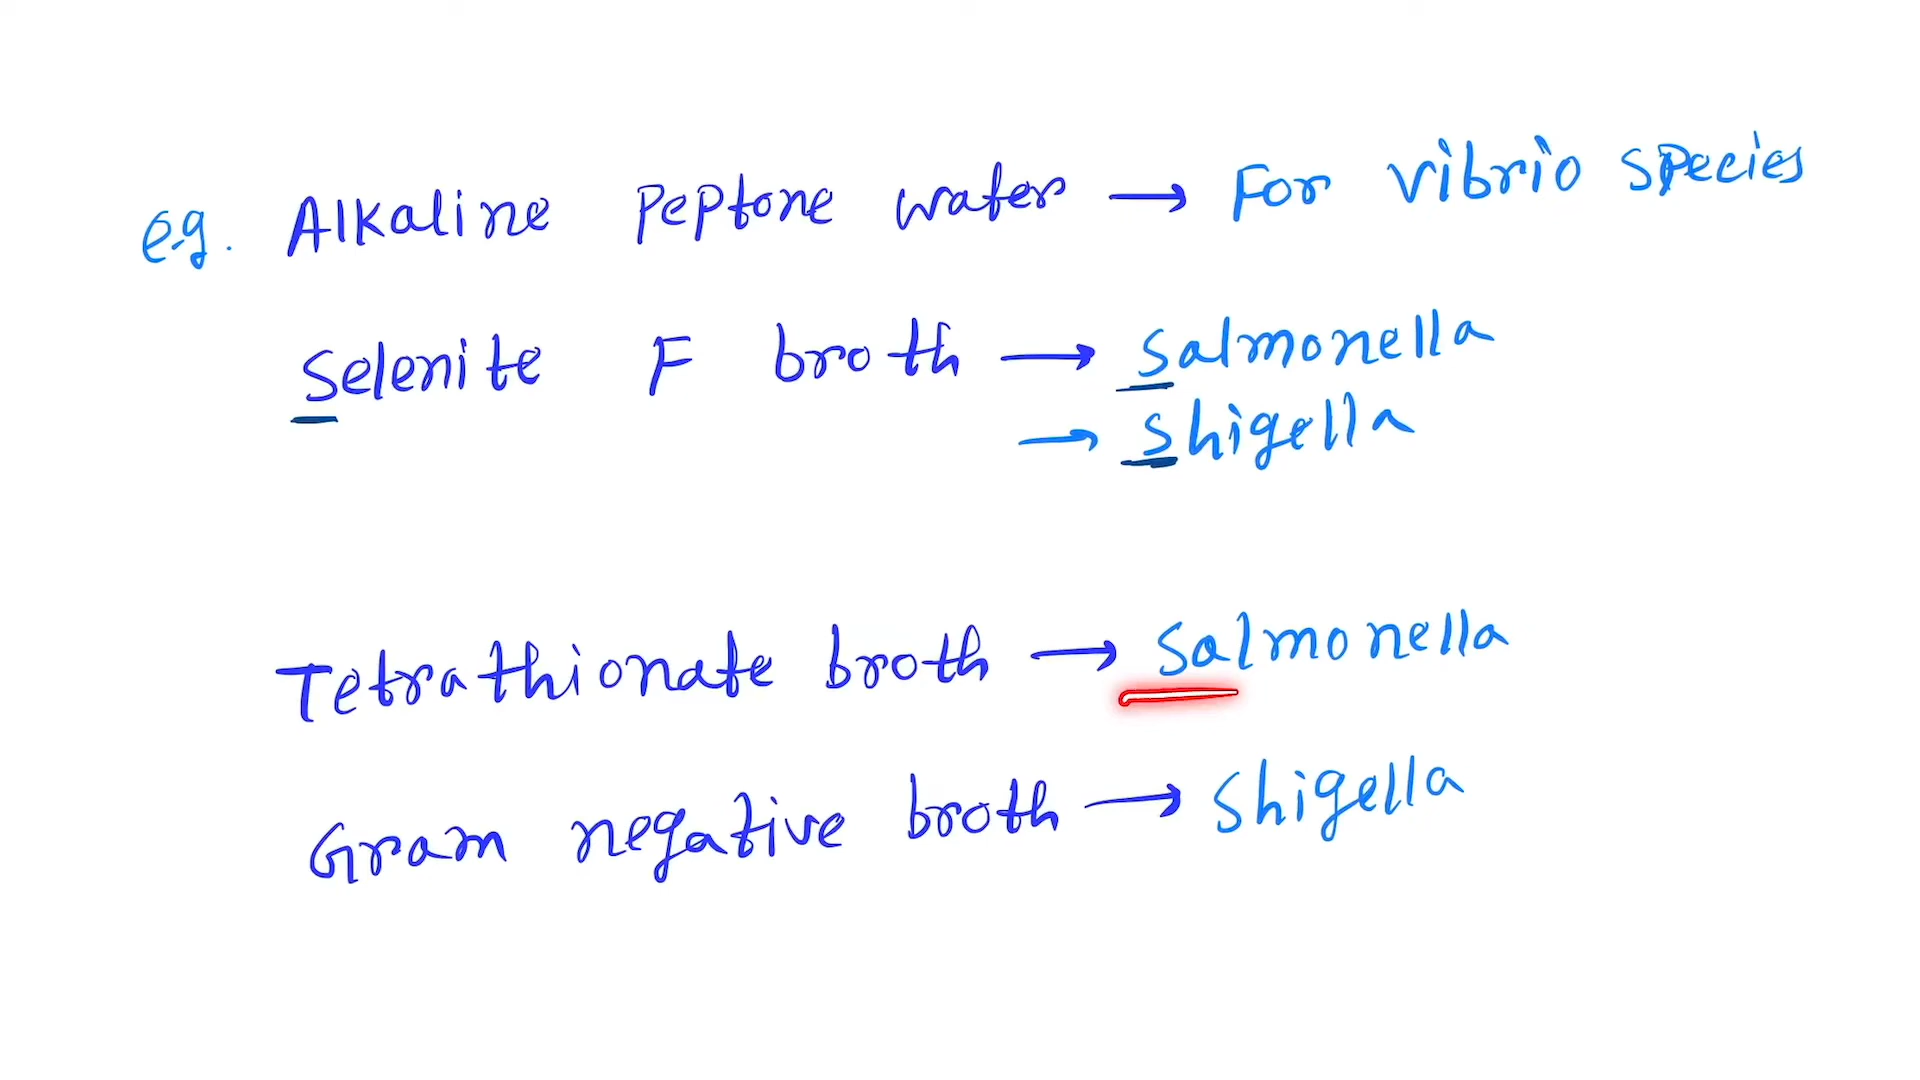 e.g. Alkaline Peptone water → For vibrio species
Selenite F broth → Salmonella
→ Shigella
Tetrathionate broth → Salmonella
Gram negative broth → Shigella